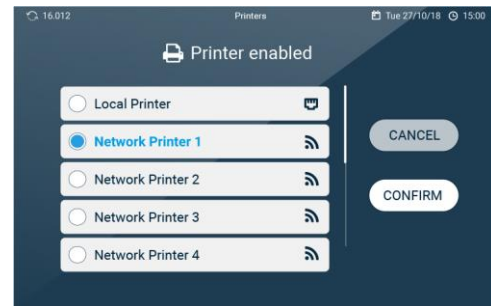 16.012 Printers Tue 27/10/18 15:00
Printer enabled
Local Printer
Network Printer 1
Network Printer 2
Network Printer 3
Network Printer 4
CANCEL
CONFIRM